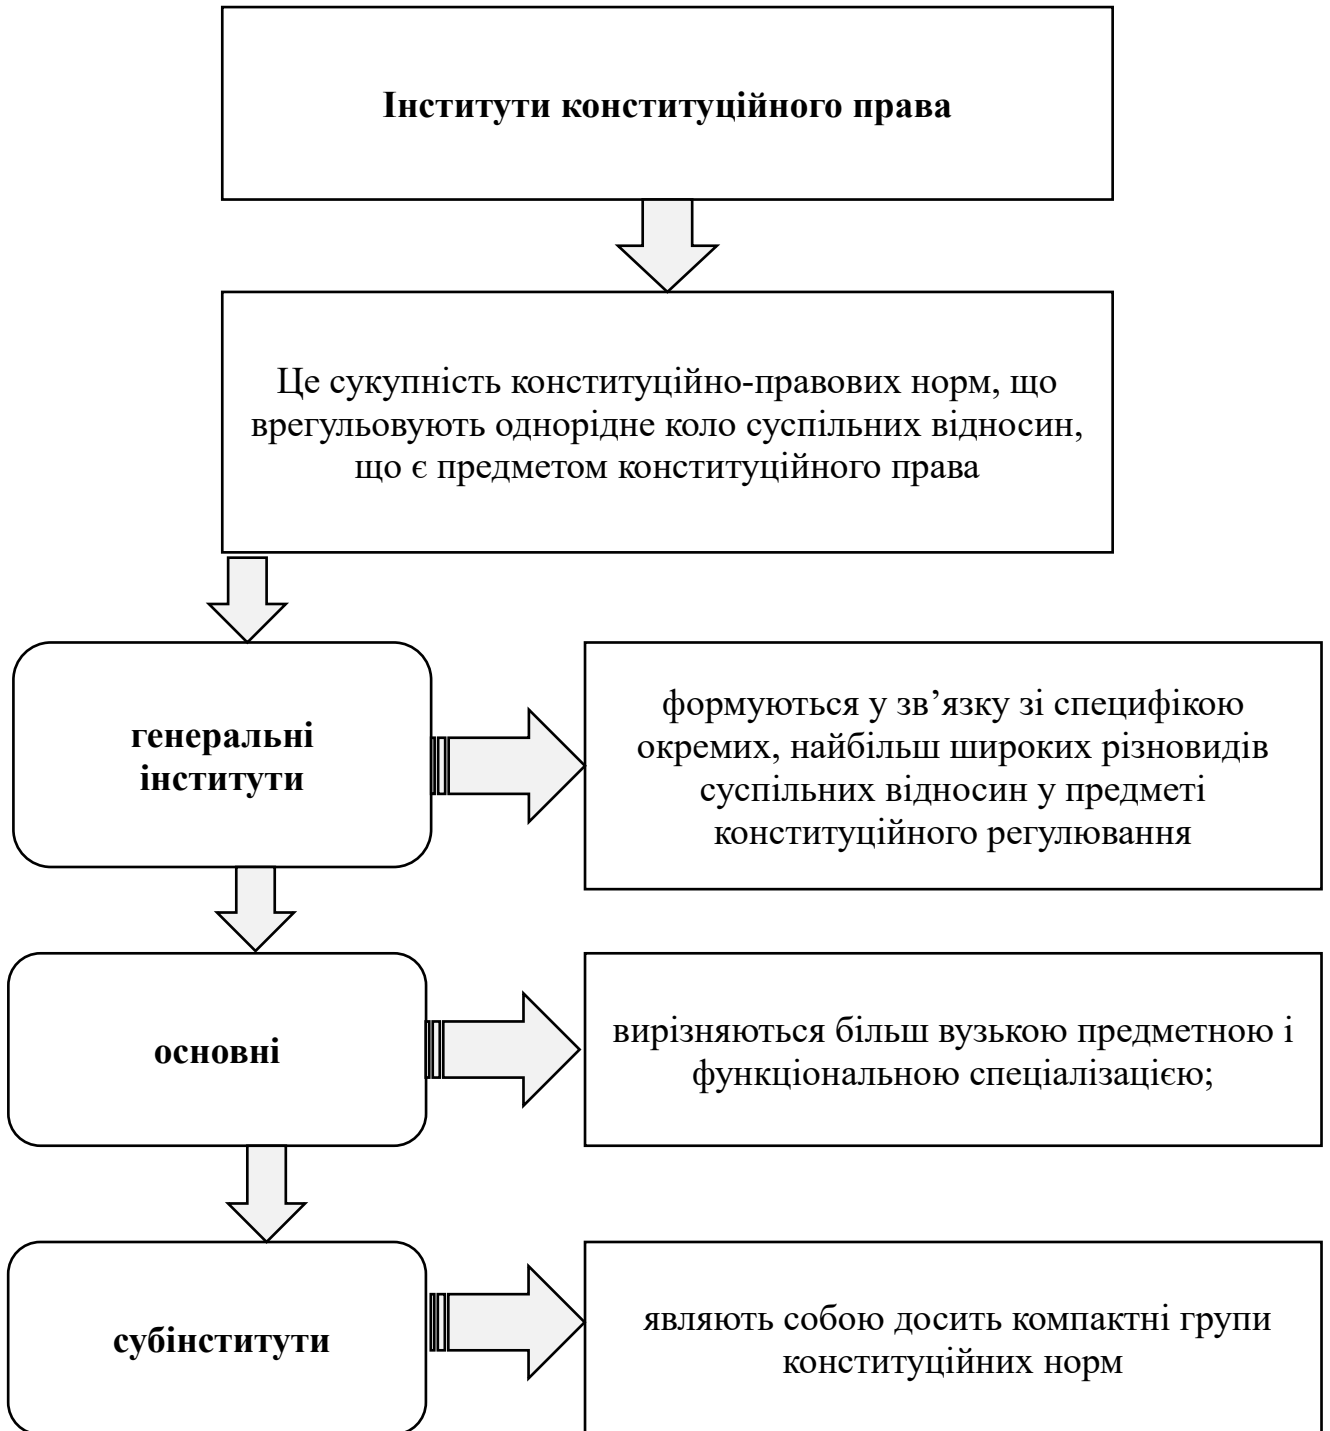 Інститути конституційного права
Це сукупність конституційно-правових норм, що
врегульовують однорідне коло суспільних відносин,
що є предметом конституційного права
генеральні
інститути
формуються у зв’язку зі специфікою
окремих, найбільш широких різновидів
суспільних відносин у предметі
конституційного регулювання
основні
вирізняються більш вузькою предметною і
функціональною спеціалізацією;
субінститути
являють собою досить компактні групи
конституційних норм